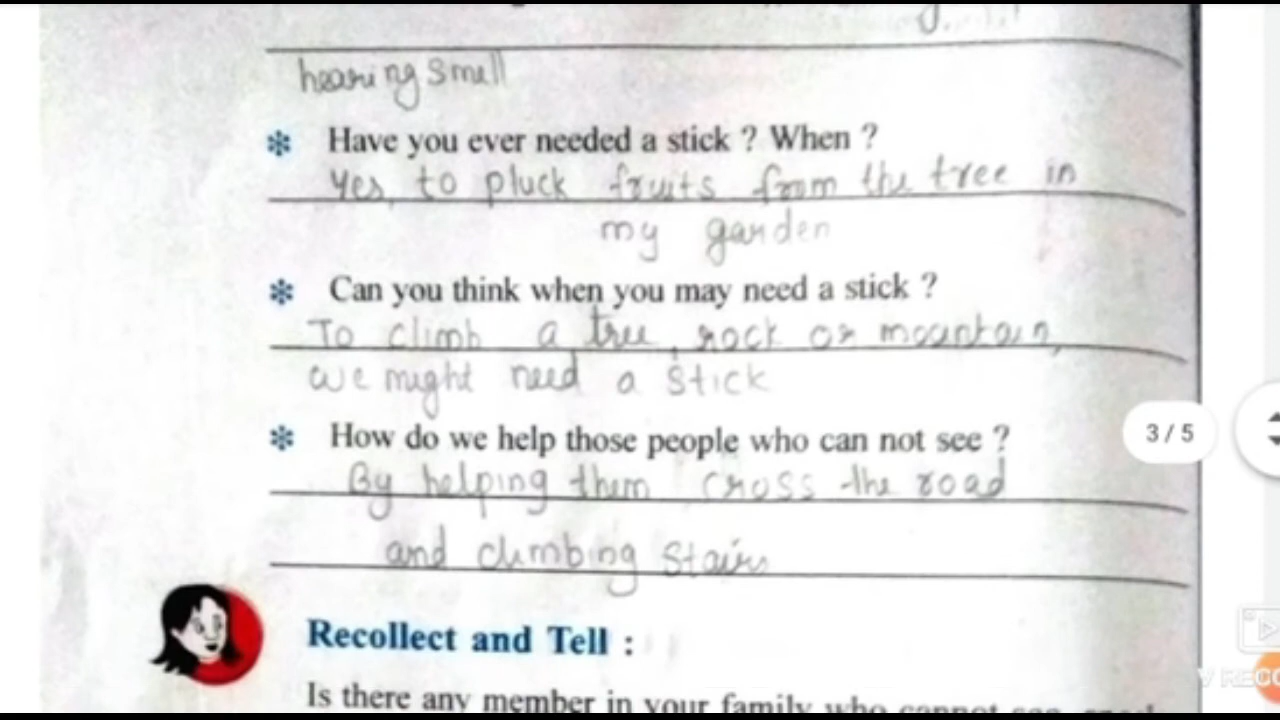 hearing smell
✽ Have you ever needed a stick ? When ?
Yes, to pluck fruits from the tree in
my garden
✽ Can you think when you may need a stick ?
To climb a tree, rock or mountain,
we might need a stick
✽ How do we help those people who can not see ?
By helping them cross the road
and climbing stairs
3 / 5
Recollect and Tell :
Is there any member in your family who cannot see,